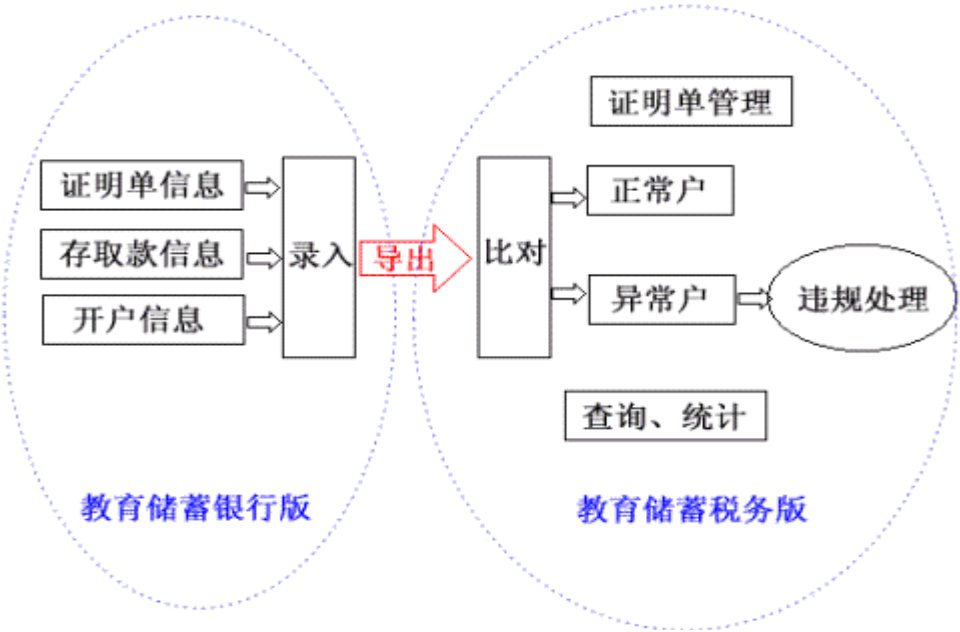 证明单管理
证明单信息
正常户
存取款信息
录入
导出
比对
开户信息
异常户
违规处理
查询、统计
教育储蓄银行版
教育储蓄税务版